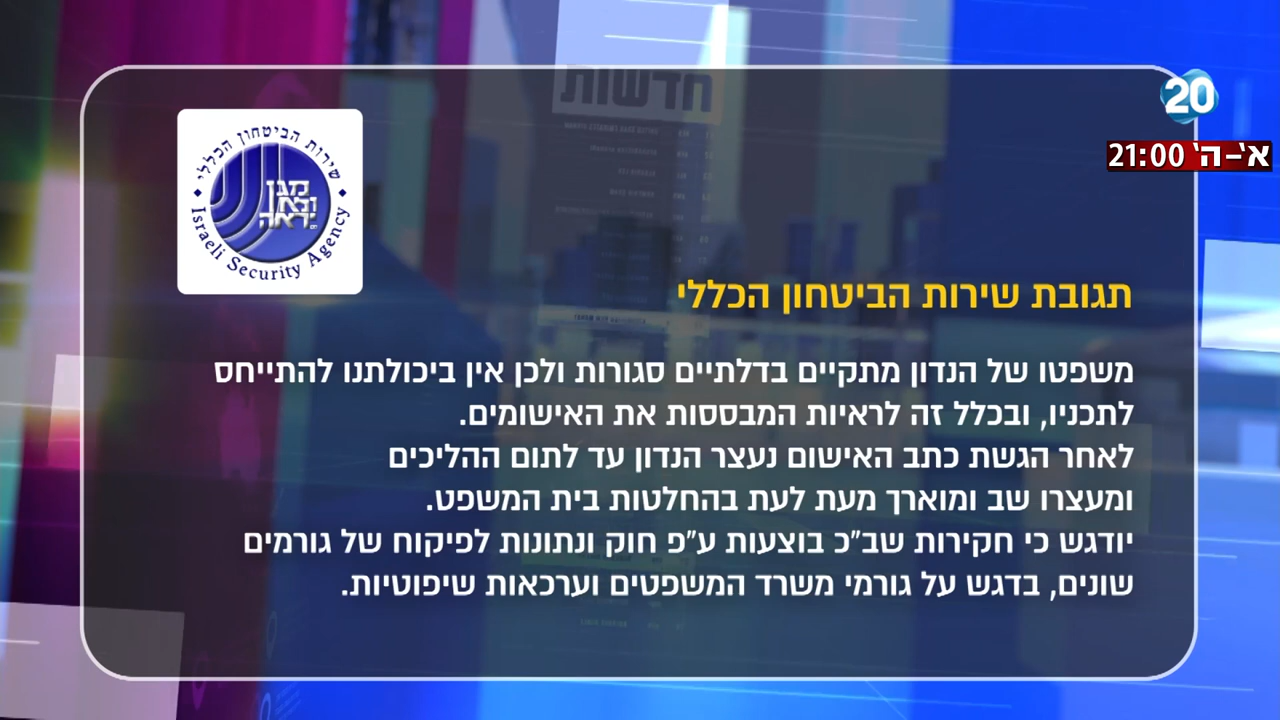 חדשות
20
א'-ה' 21:00
שירות הביטחון הכללי
מגן
ולא
יראה
Israeli Security Agency
תגובת שירות הביטחון הכללי
משפטו של הנדון מתקיים בדלתיים סגורות ולכן אין ביכולתנו להתייחס
לתכניו, ובכלל זה לראיות המבססות את האישומים.
לאחר הגשת כתב האישום נעצר הנדון עד לתום ההליכים
ומעצרו שב ומוארך מעת לעת בהחלטות בית המשפט.
יודגש כי חקירות שב"כ בוצעות ע"פ חוק ונתונות לפיקוח של גורמים
שונים, בדגש על גורמי משרד המשפטים וערכאות שיפוטיות.